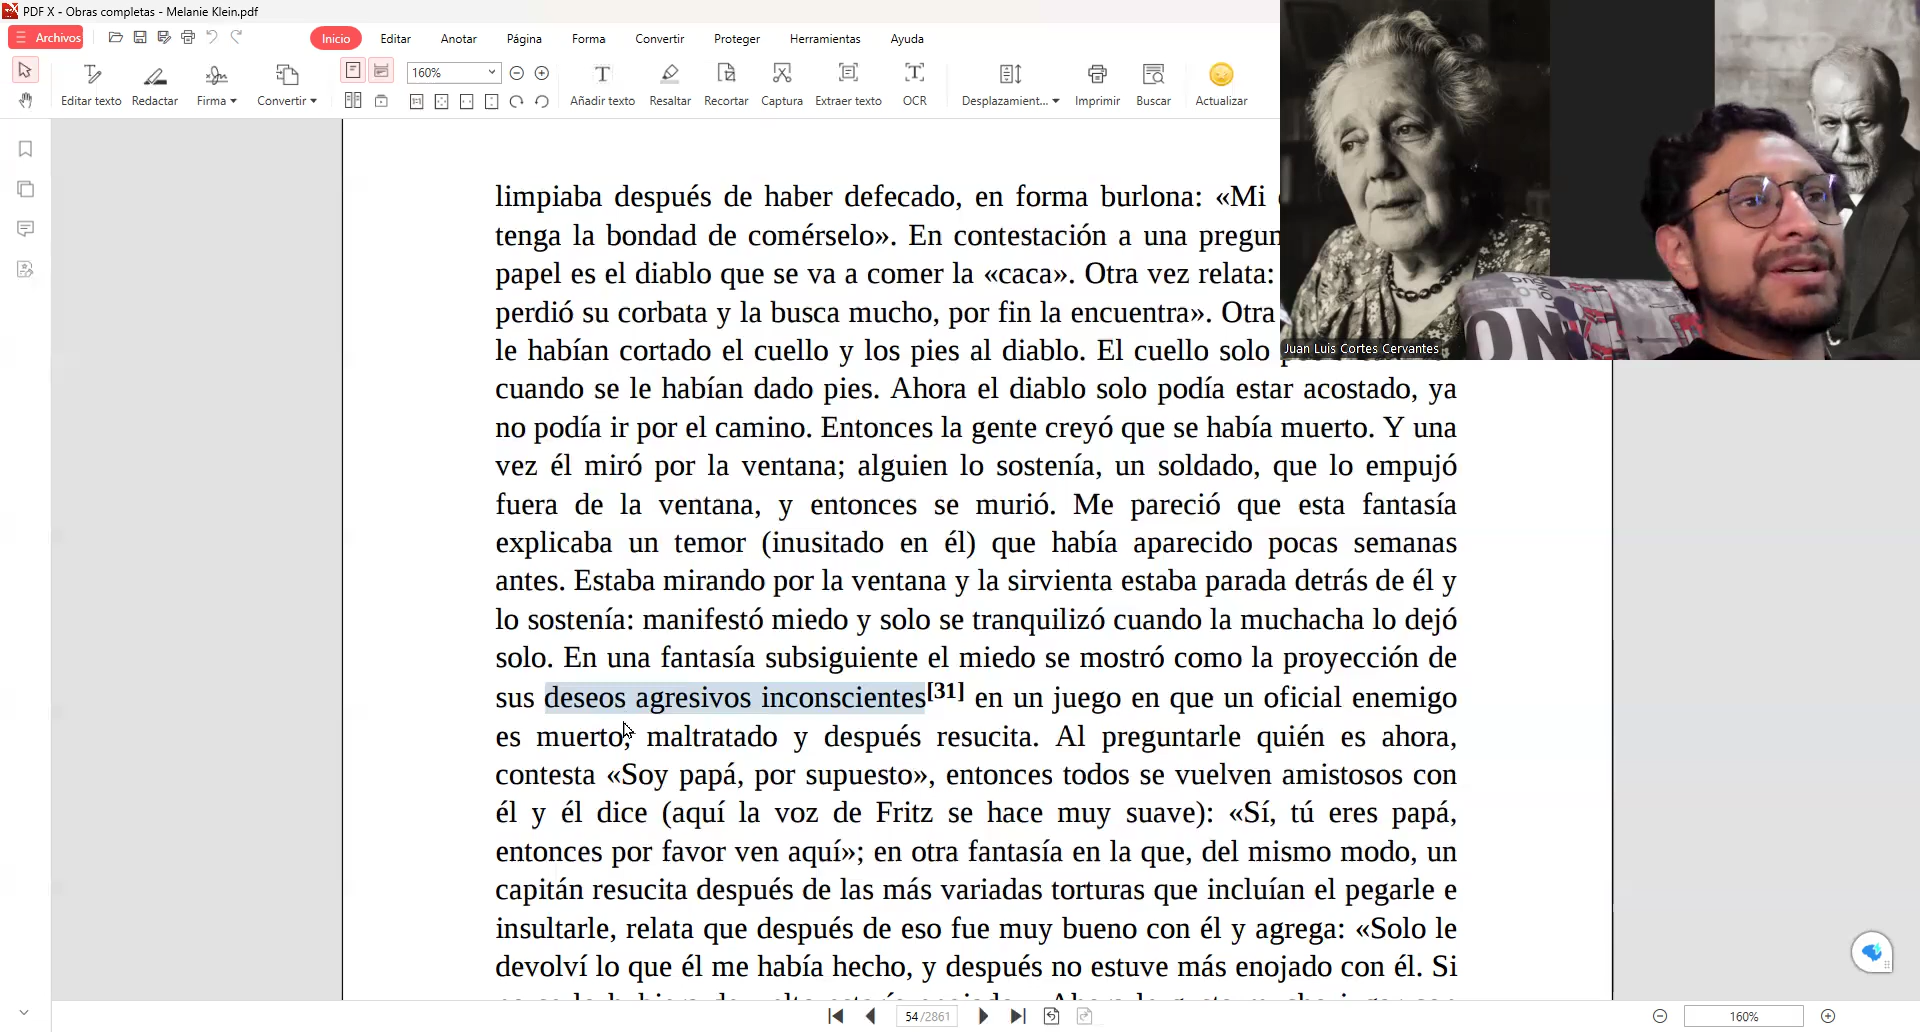 PDF X - Obras completas - Melanie Klein.pdf
Archivos
Inicio
Editar
Anotar
Página
Forma
Convertir
Proteger
Herramientas
Ayuda
160%
Editar texto
Redactar
Firma
Convertir
Añadir texto
Resaltar
Recortar
Captura
Extraer texto
OCR
Desplazamient...
Imprimir
Buscar
Actualizar
limpiaba después de haber defecado, en forma burlona: «Mi
tenga la bondad de comérselo». En contestación a una
papel es el diablo que se va a comer la «caca». Otra vez relata:
perdió su corbata y la busca mucho, por fin la encuentra». Otra
le habían cortado el cuello y los pies al diablo. El cuello solo
cuando se le habían dado pies. Ahora el diablo solo podía estar acostado, ya
no podía ir por el camino. Entonces la gente creyó que se había muerto. Y una
vez él miró por la ventana; alguien lo sostenía, un soldado, que lo empujó
fuera de la ventana, y entonces se murió. Me pareció que esta fantasía
explicaba un temor (inusitado en él) que había aparecido pocas semanas
antes. Estaba mirando por la ventana y la sirvienta estaba parada detrás de él y
lo sostenía: manifestó miedo y solo se tranquilizó cuando la muchacha lo dejó
solo. En una fantasía subsiguiente el miedo se mostró como la proyección de
sus deseos agresivos inconscientes[31] en un juego en que un oficial enemigo
es muerto, maltratado y después resucita. Al preguntarle quién es ahora,
contesta «Soy papá, por supuesto», entonces todos se vuelven amistosos con
él y él dice (aquí la voz de Fritz se hace muy suave): «Sí, tú eres papá,
entonces por favor ven aquí»; en otra fantasía en la que, del mismo modo, un
capitán resucita después de las más variadas torturas que incluían el pegarle e
insultarle, relata que después de eso fue muy bueno con él y agrega: «Solo le
devolví lo que él me había hecho, y después no estuve más enojado con él. Si
Juan Luis Cortes Cervantes
ON
54 /2861
160%